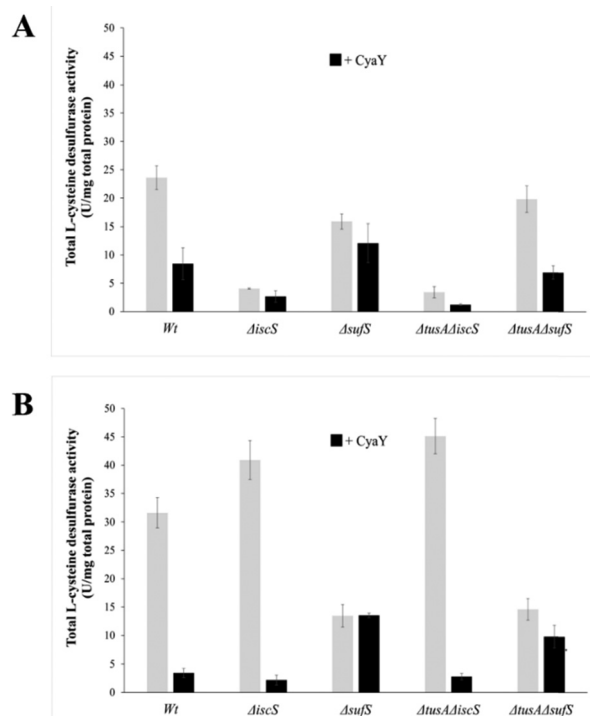 A
Total L-cysteine desulfurase activity
(U/mg total protein)
50
45
40
35
30
25
20
15
10
5
0
+ CyaY
Wt
ΔiscS
ΔsufS
ΔtusAΔiscS
ΔtusAΔsufS
B
Total L-cysteine desulfurase activity
(U/mg total protein)
50
45
40
35
30
25
20
15
10
5
0
+ CyaY
Wt
ΔiscS
ΔsufS
ΔtusAΔiscS
ΔtusAΔsufS